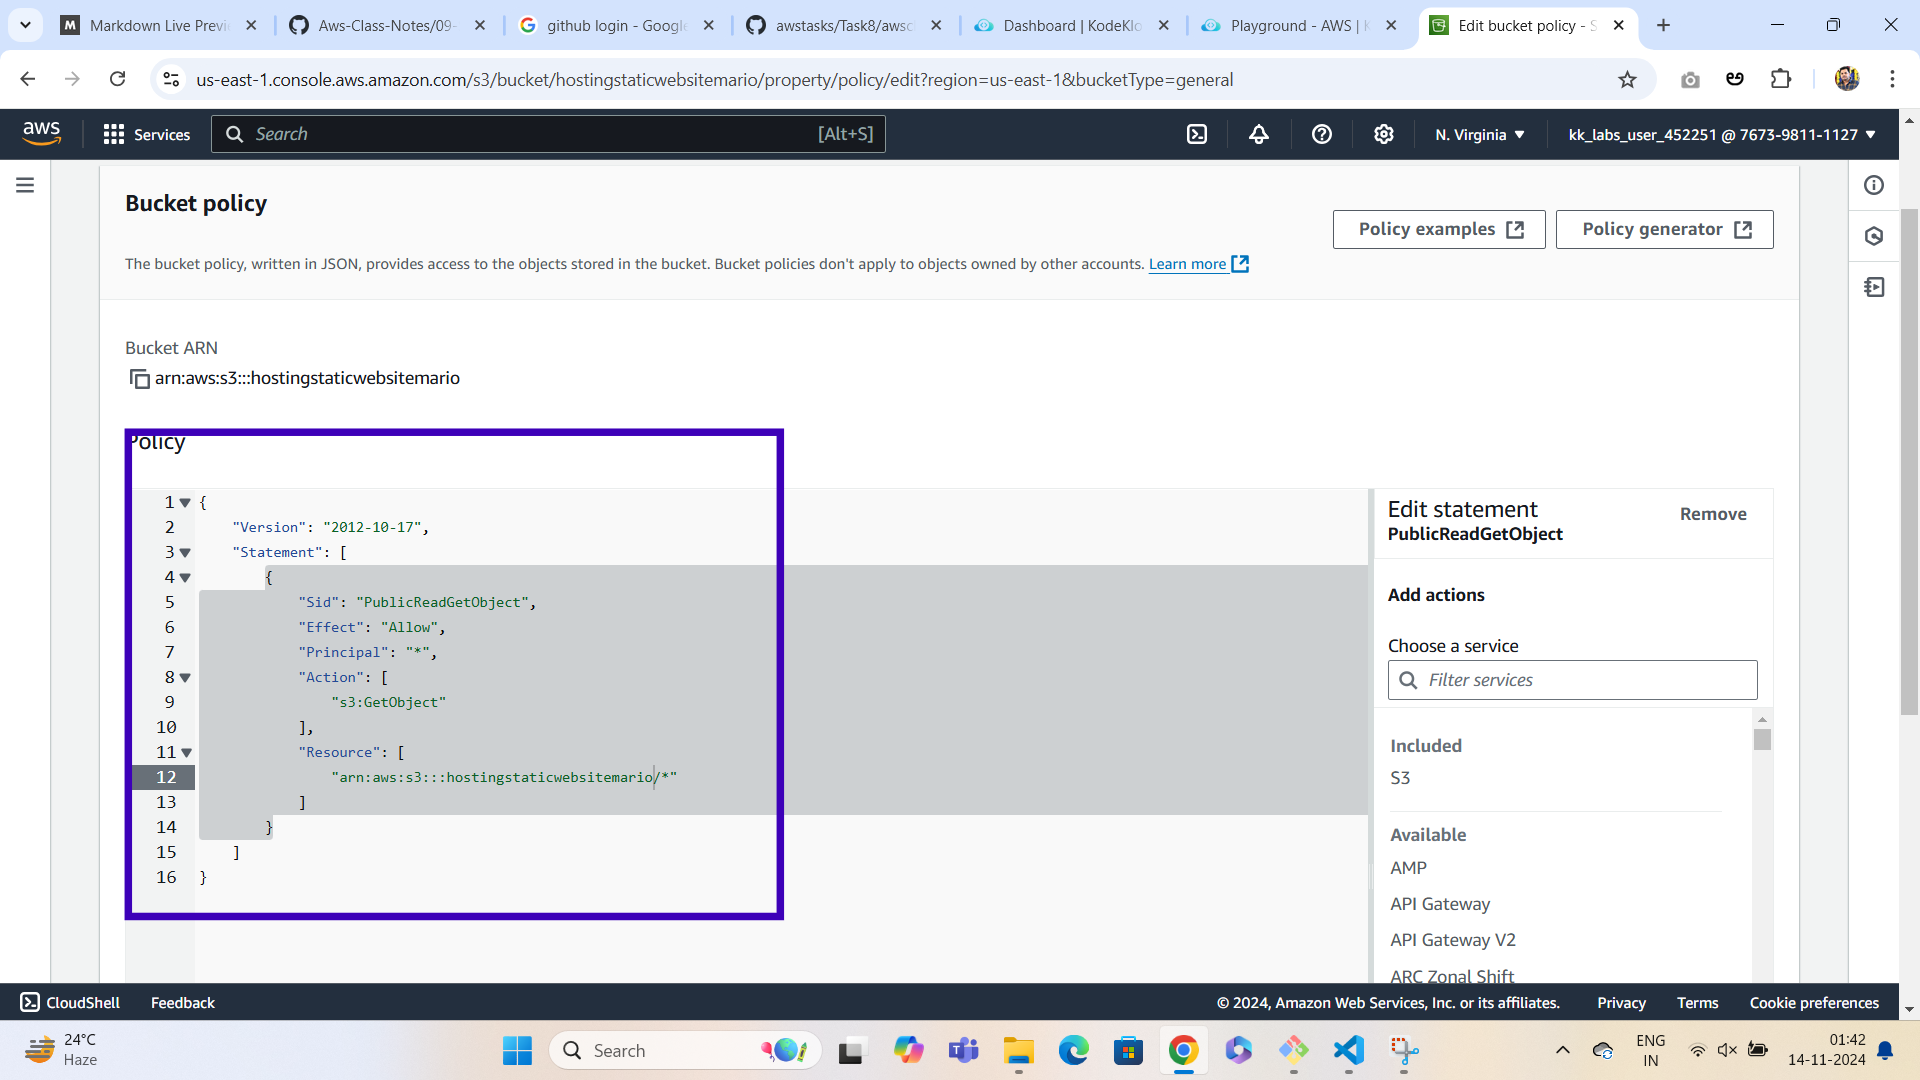 Markdown Live Previ
Aws-Class-Notes/09-
github login - Google
awstasks/Task8/awsc
Dashboard | KodeKlo
Playground - AWS | K
Edit bucket policy - S
us-east-1.console.aws.amazon.com/s3/bucket/hostingstaticwebsitemario/property/policy/edit?region=us-east-1&bucketType=general
aws
Services
Search
[Alt+S]
N. Virginia
kk_labs_user_452251 @ 7673-9811-1127
Bucket policy
Policy examples
Policy generator
The bucket policy, written in JSON, provides access to the objects stored in the bucket. Bucket policies don't apply to objects owned by other accounts. Learn more
Bucket ARN
arn:aws:s3:::hostingstaticwebsitemario
Policy
1 {
2 "Version": "2012-10-17",
3 "Statement": [
4 {
5 "Sid": "PublicReadGetObject",
6 "Effect": "Allow",
7 "Principal": "*",
8 "Action": [
9 "s3:GetObject"
10 ],
11 "Resource": [
12 "arn:aws:s3:::hostingstaticwebsitemario/*"
13 ]
14 }
15 ]
16 }
Edit statement
Remove
PublicReadGetObject
Add actions
Choose a service
Filter services
Included
S3
Available
AMP
API Gateway
API Gateway V2
ARC Zonal Shift
CloudShell
Feedback
© 2024, Amazon Web Services, Inc. or its affiliates.
Privacy
Terms
Cookie preferences
24°C
Haze
Search
ENG
IN
01:42
14-11-2024